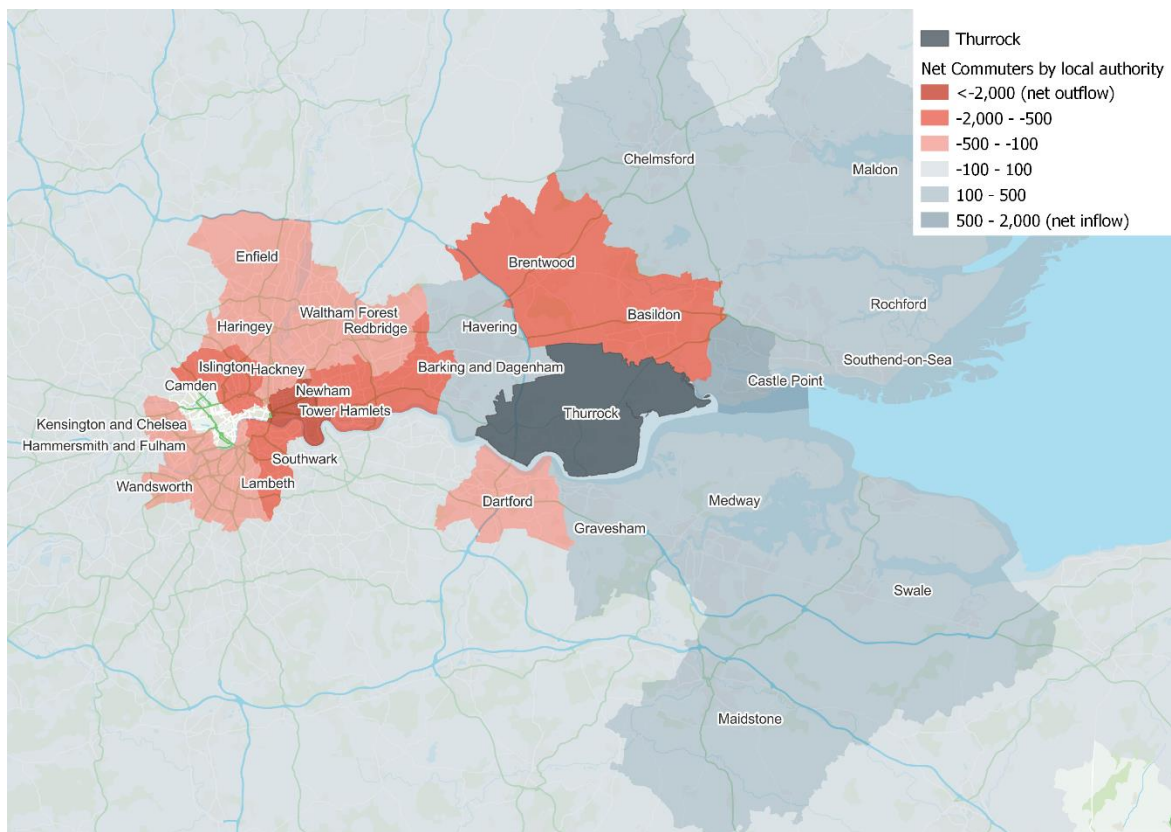 Thurrock
Net Commuters by local authority
<-2,000 (net outflow)
-2,000 - -500
-500 - -100
-100 - 100
100 - 500
500 - 2,000 (net inflow)
Chelmsford
Maldon
Enfield
Brentwood
Rochford
Waltham Forest
Basildon
Haringey
Redbridge
Havering
Southend-on-Sea
Islington
Hackney
Barking and Dagenham
Castle Point
Camden
Newham
Tower Hamlets
Thurrock
Kensington and Chelsea
Hammersmith and Fulham
Southwark
Wandsworth
Lambeth
Dartford
Medway
Gravesham
Swale
Maidstone